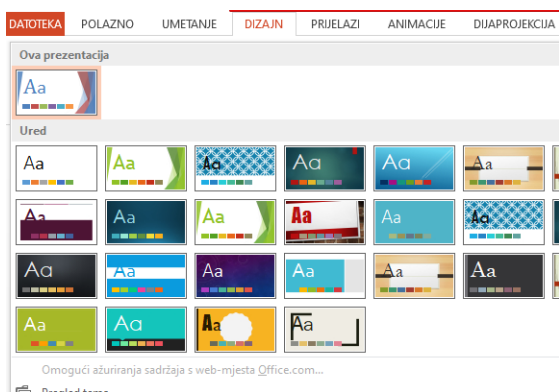 DATOTEKA POLAZNO UMETANJE DIZAJN PRIJELAZI ANIMACIJE DIJAPROJEKCIJA
Ova prezentacija
Aa
Ured
Aa Aa Aa Aa Aa Aa
Aa Aa Aa Aa Aa Aa
Aa Aa Aa Aa Aa Aa
Aa Aa Aa Aa
Omogući ažuriranja sadržaja s web-mjesta Office.com...